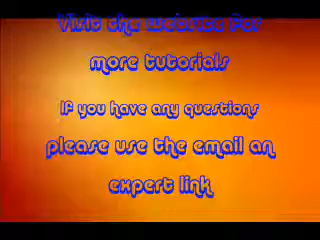 Visit the website for
more tutorials
If you have any questions
please use the email an
expert link